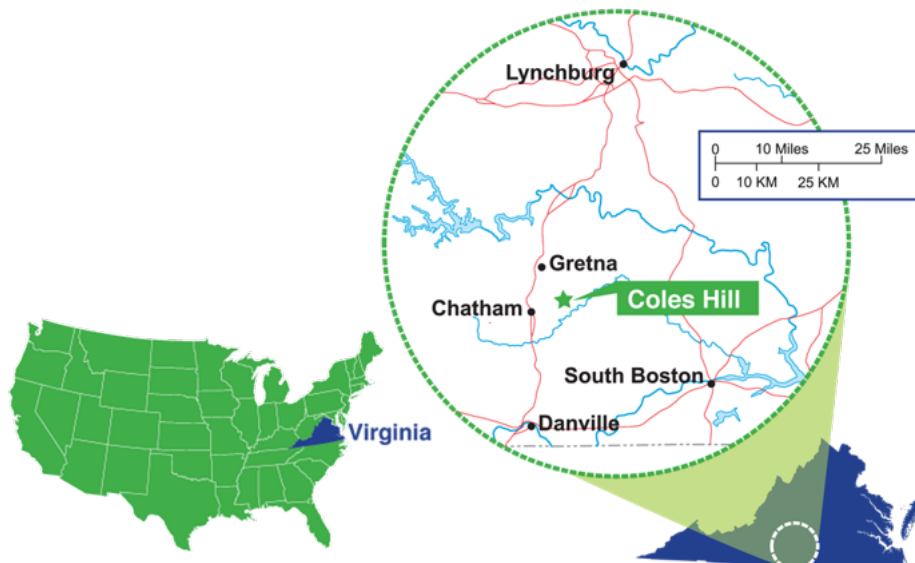 Lynchburg
0 10 Miles 25 Miles
0 10 KM 25 KM
Gretna
Coles Hill
Chatham
South Boston
Virginia
Danville